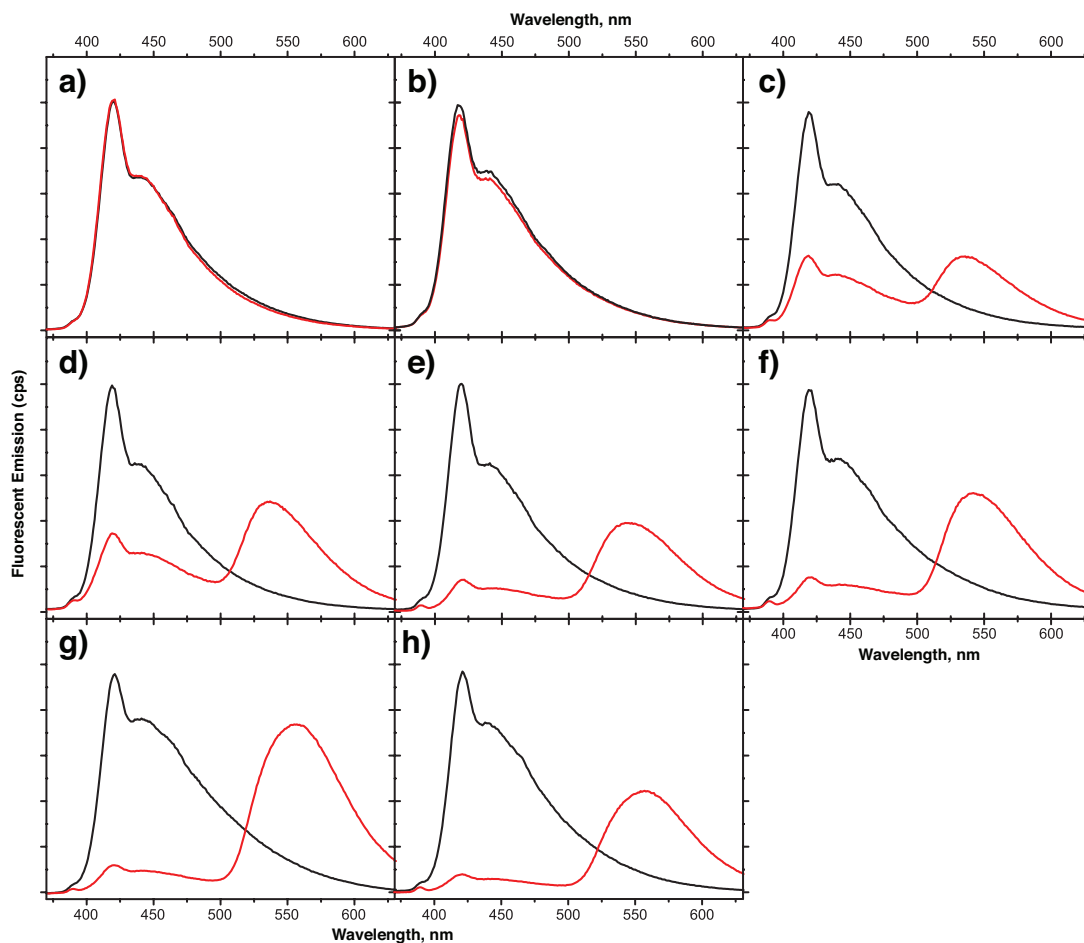 Wavelength, nm
400 450 500 550 600 400 450 500 550 600 400 450 500 550 600
a) b) c)
d) e) f)
Fluorescent Emission (cps)
g) h)
400 450 500 550 600
Wavelength, nm
400 450 500 550 600 400 450 500 550 600
Wavelength, nm